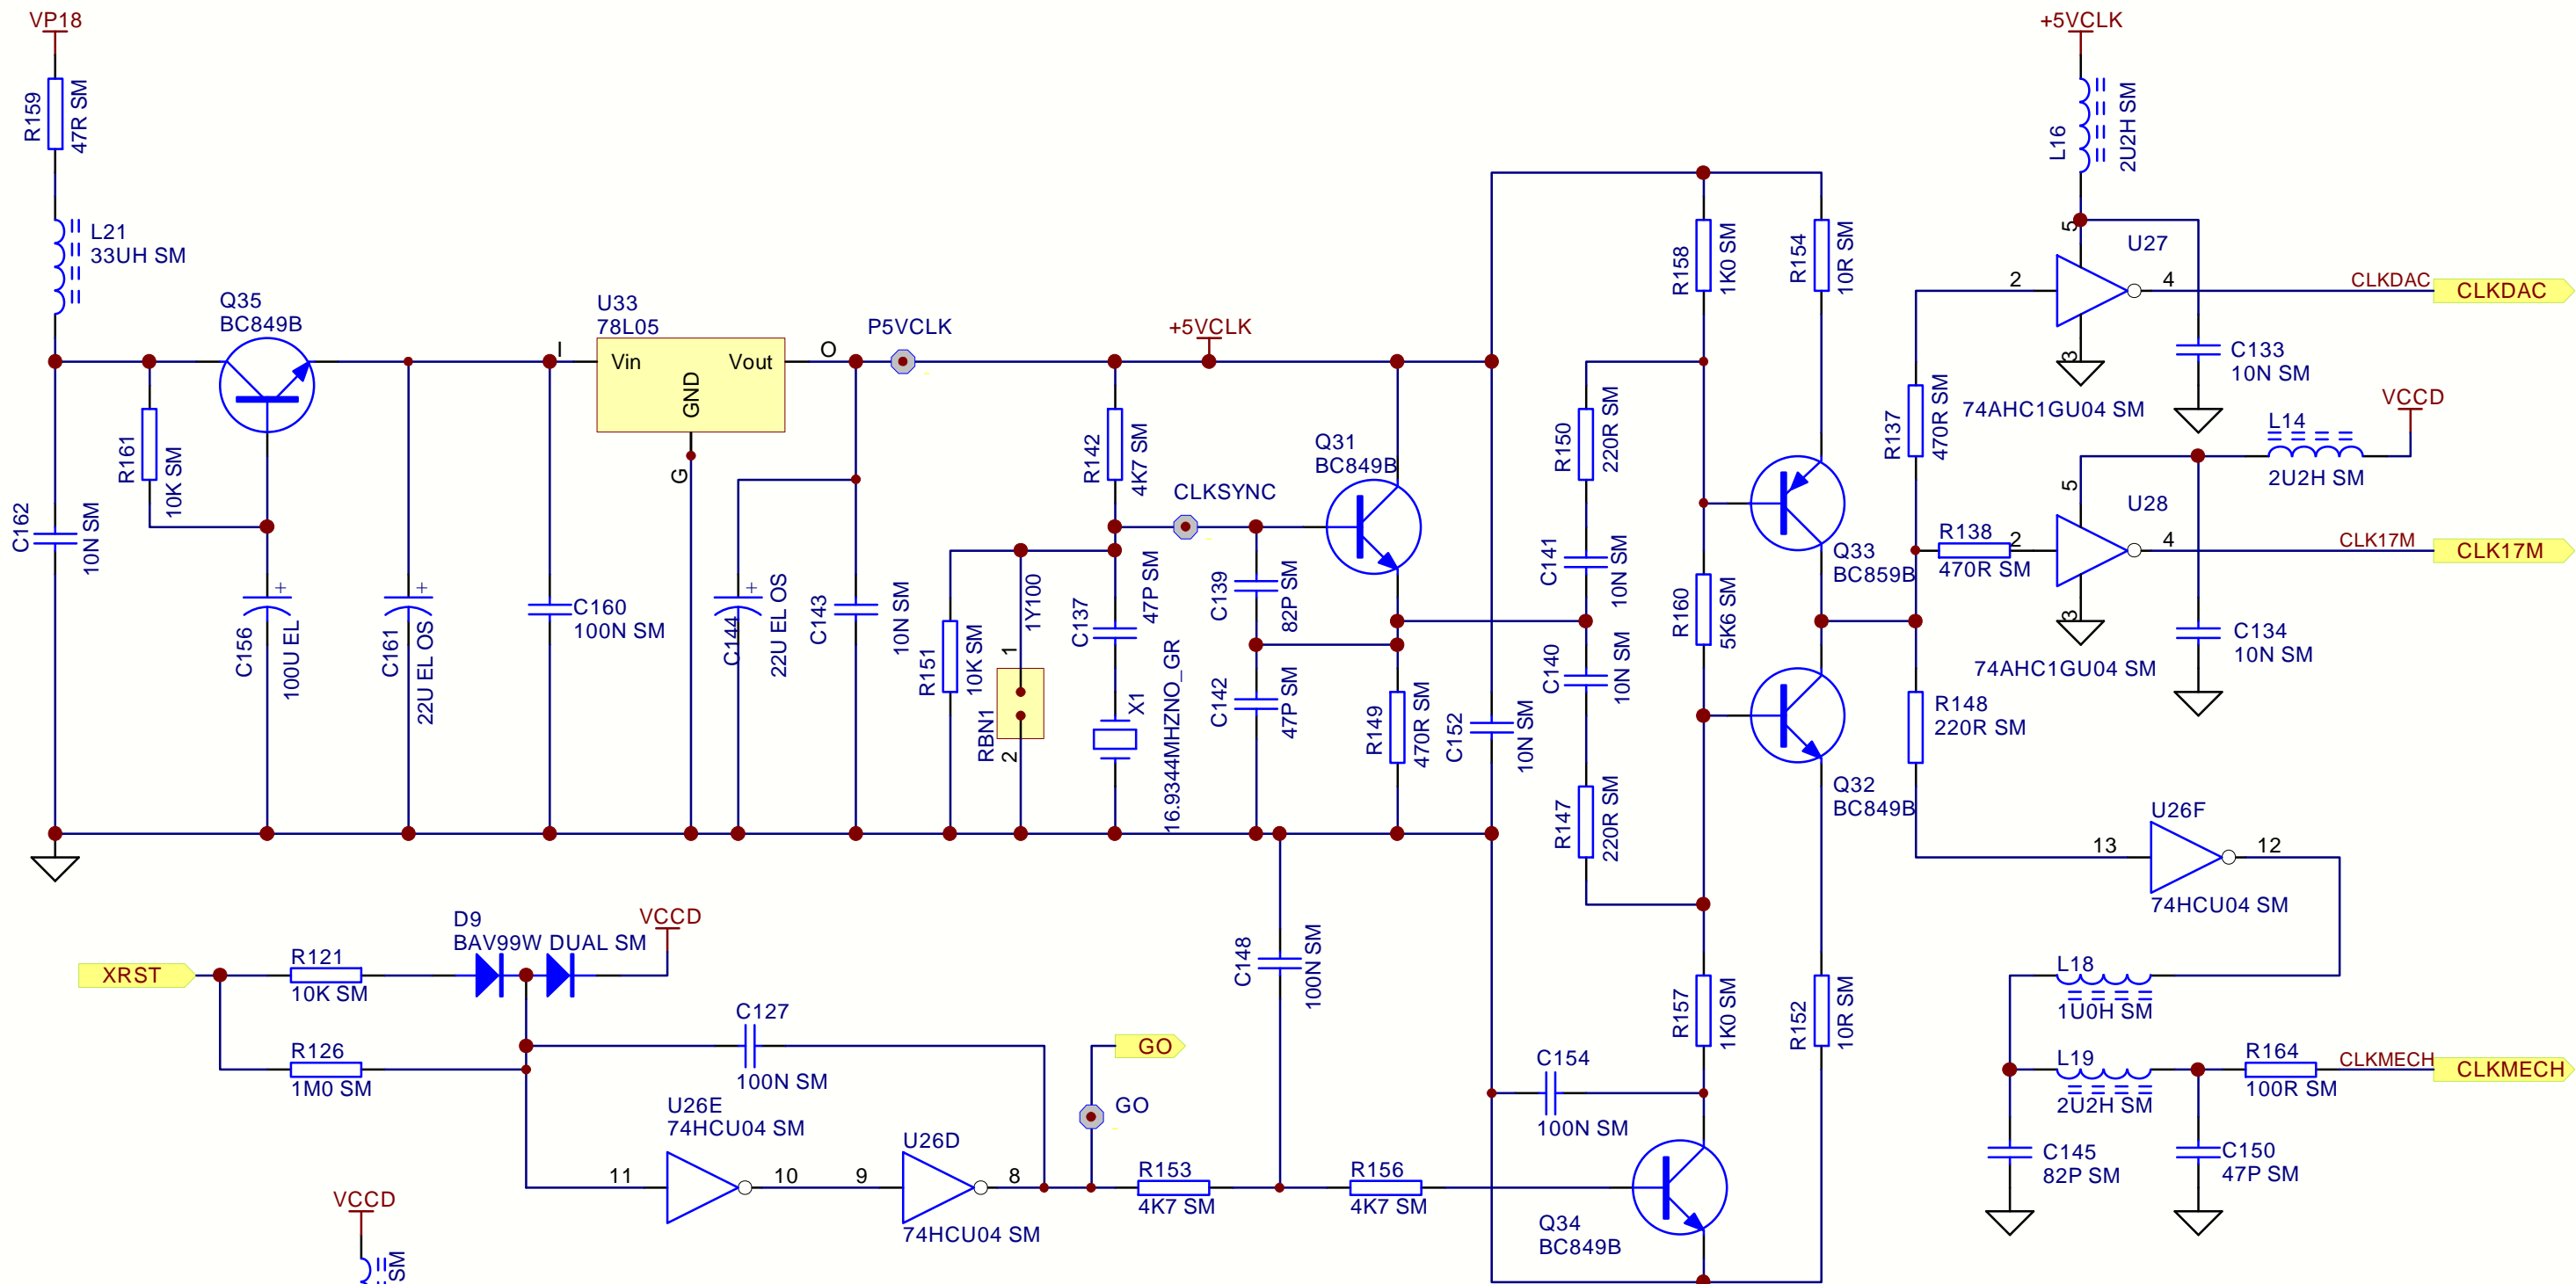 VP18
R159
47R SM
L21
33UH SM
Q35
BC849B
R161
10K SM
C162
10N SM
C156
+
100U EL
C161
+
22U EL OS
C160
100N SM
U33
78L05
I
Vin
Vout
GND
O
G
P5VCLK
C144
+
22U EL OS
C143
10N SM
+5VCLK
R142
4K7 SM
CLKSYNC
R151
10K SM
1Y100
RBN1
1
2
C137
47P SM
X1
16.9344MHZNO_GR
C139
82P SM
C142
47P SM
Q31
BC849B
R149
470R SM
C152
10N SM
R150
220R SM
C141
10N SM
C140
10N SM
R147
220R SM
R158
1K0 SM
R154
10R SM
R160
5K6 SM
Q33
BC859B
Q32
BC849B
R157
1K0 SM
R152
10R SM
+5VCLK
L16
2U2H SM
5
U27
2
4
3
74AHC1GU04 SM
CLKDAC
CLKDAC
C133
10N SM
VCCD
L14
2U2H SM
R137
470R SM
R138
470R SM
2
5
U28
4
3
74AHC1GU04 SM
CLK17M
CLK17M
C134
10N SM
R148
220R SM
U26F
13
12
74HCU04 SM
L18
1U0H SM
L19
2U2H SM
R164
100R SM
CLKMECH
CLKMECH
C145
82P SM
C150
47P SM
XRST
R121
10K SM
D9
BAV99W DUAL SM
VCCD
R126
1M0 SM
C127
100N SM
U26E
74HCU04 SM
11
10
U26D
9
8
74HCU04 SM
GO
GO
R153
4K7 SM
C148
100N SM
R156
4K7 SM
C154
100N SM
Q34
BC849B
VCCD
SM